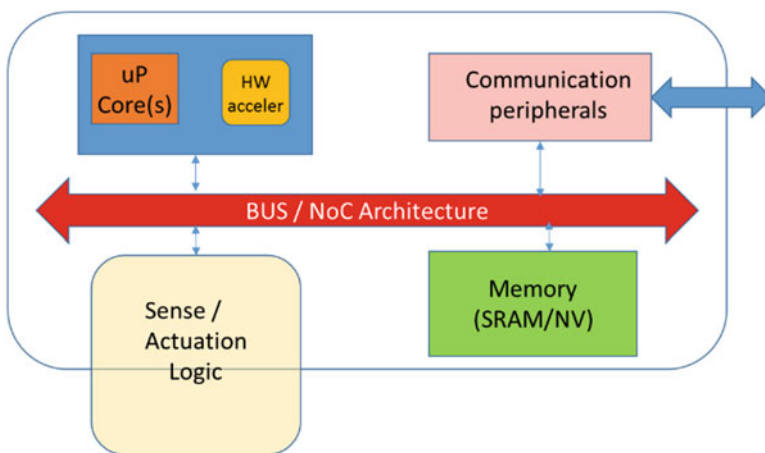 uP
Core(s)
HW
acceler
Communication
peripherals
BUS / NoC Architecture
Sense /
Actuation
Logic
Memory
(SRAM/NV)